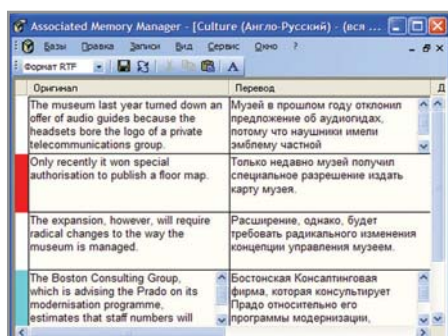 Associated Memory Manager - [Culture (Англо-Русский) - (вся ...
Базы Правка Записи Вид Сервис Окно ?
Формат RTF
Оригинал Перевод Д
The museum last year turned down an
offer of audio guides because the
headsets bore the logo of a private
telecommunications group.
Музей в прошлом году отклонил
предложение об аудиогидах,
потому что наушники имели
эмблему частной
Only recently it won special
authorisation to publish a floor map.
Только недавно музей получил
специальное разрешение издать
карту музея.
The expansion, however, will require
radical changes to the way the
museum is managed.
Расширение, однако, будет
требовать радикального изменения
концепции управления музеем.
The Boston Consulting Group,
which is advising the Prado on its
modernisation programme,
estimates that staff numbers will
Бостонская Консалтинговая
фирма, которая консультирует
Прадо относительно его
программы модернизации,